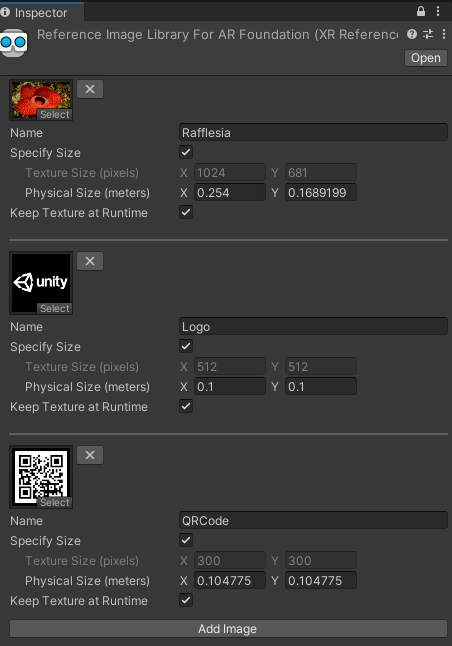 Inspector
Reference Image Library For AR Foundation (XR Referenc
Open
Select
Name Rafflesia
Specify Size
Texture Size (pixels) X 1024 Y 681
Physical Size (meters) X 0.254 Y 0.1689199
Keep Texture at Runtime
unity
Select
Name Logo
Specify Size
Texture Size (pixels) X 512 Y 512
Physical Size (meters) X 0.1 Y 0.1
Keep Texture at Runtime
Select
Name QRCode
Specify Size
Texture Size (pixels) X 300 Y 300
Physical Size (meters) X 0.104775 Y 0.104775
Keep Texture at Runtime
Add Image